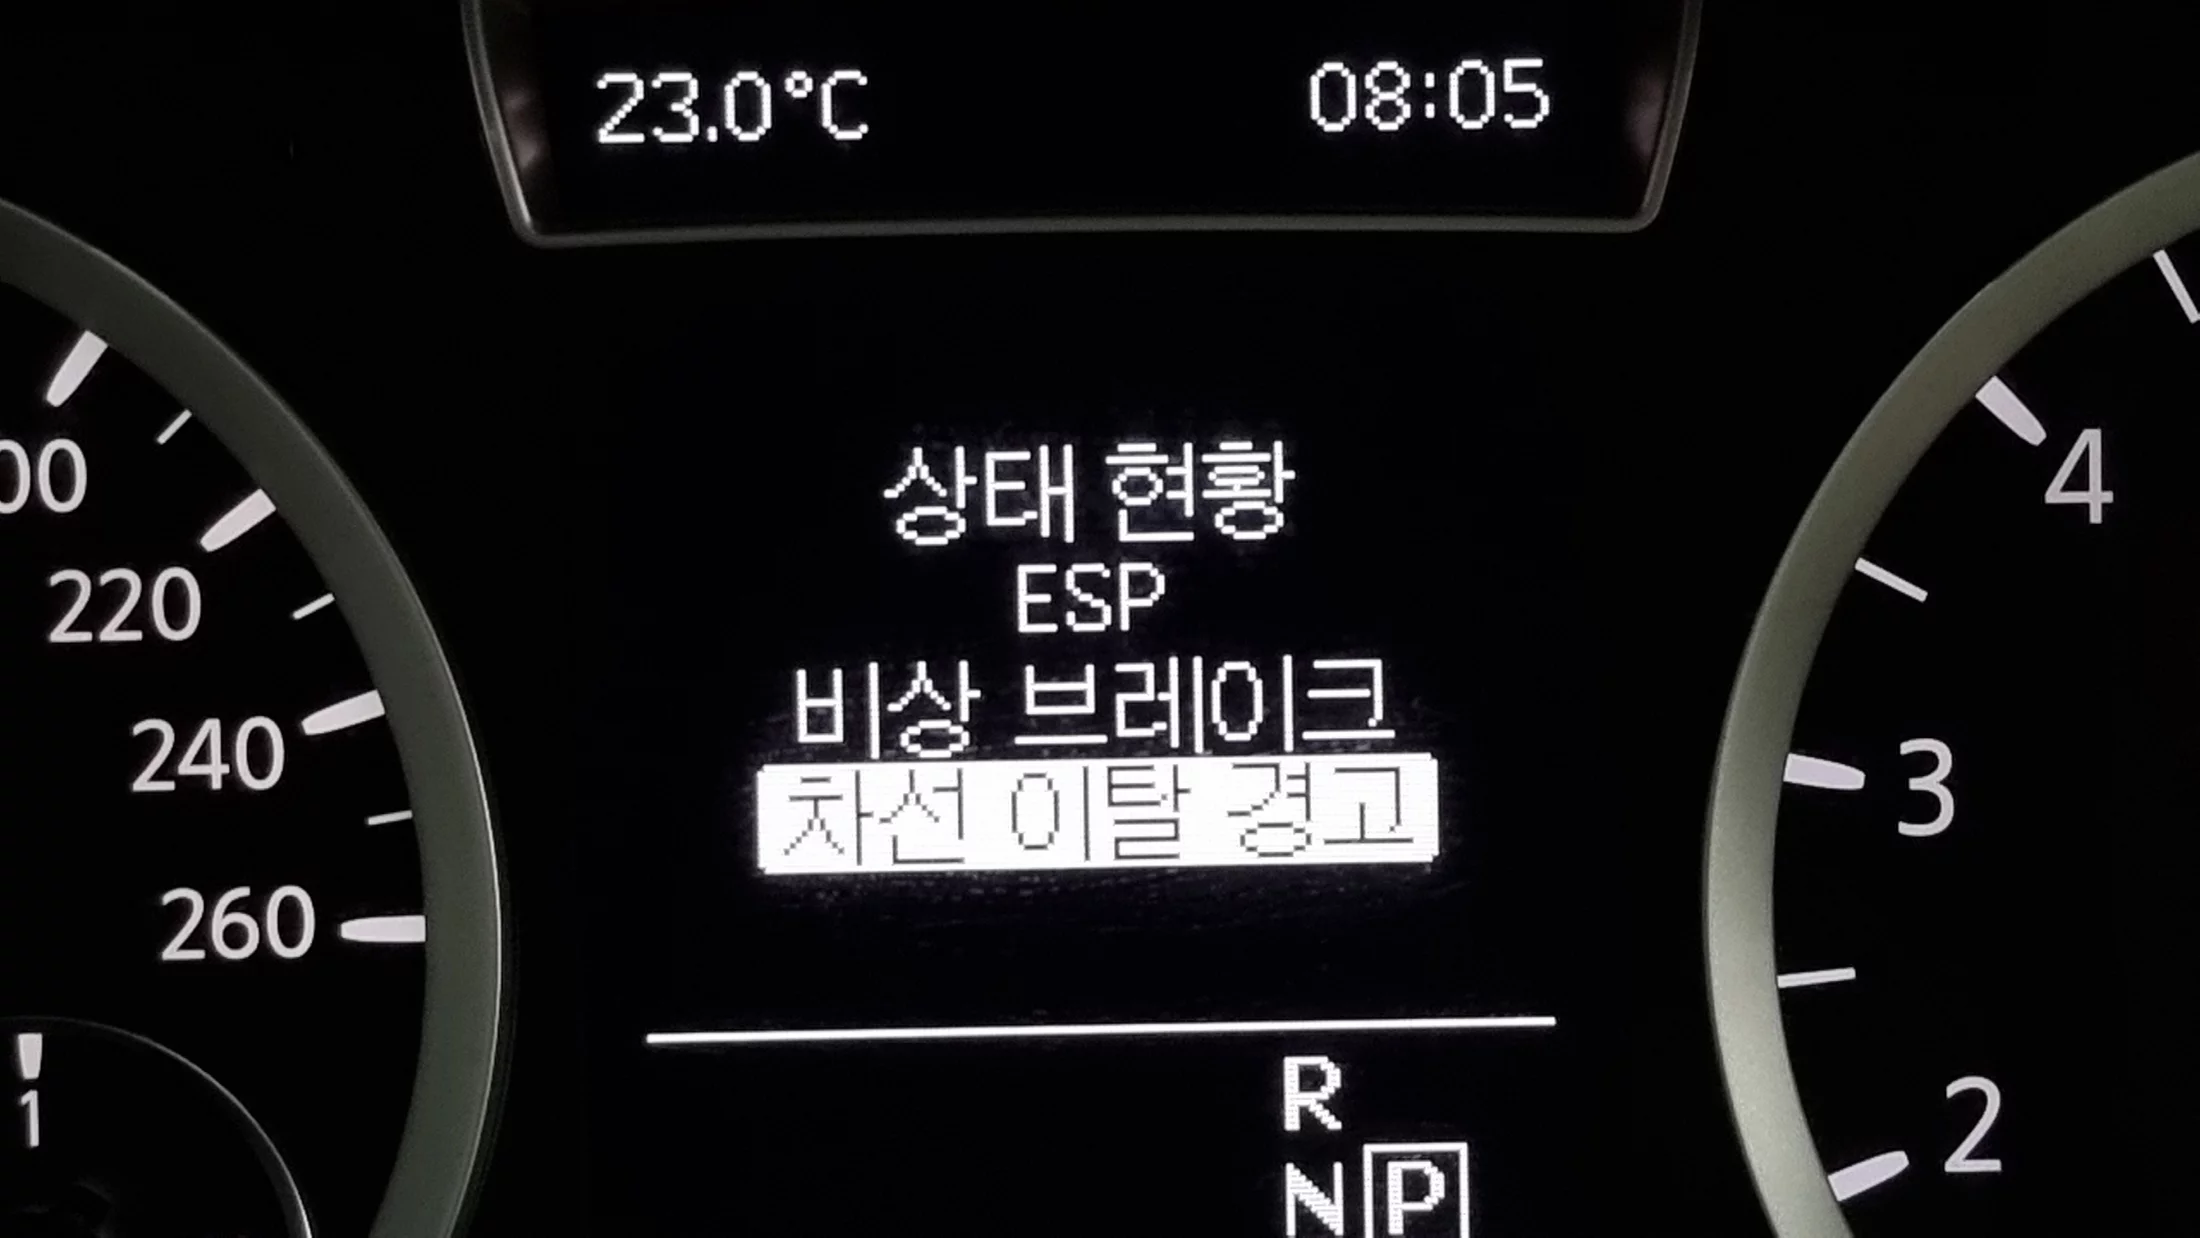 23.0°C 08:05
상태 현황
ESP
비상 브레이크
차선 이탈 경고
R
N P
00
220
240
260
1
4
3
2